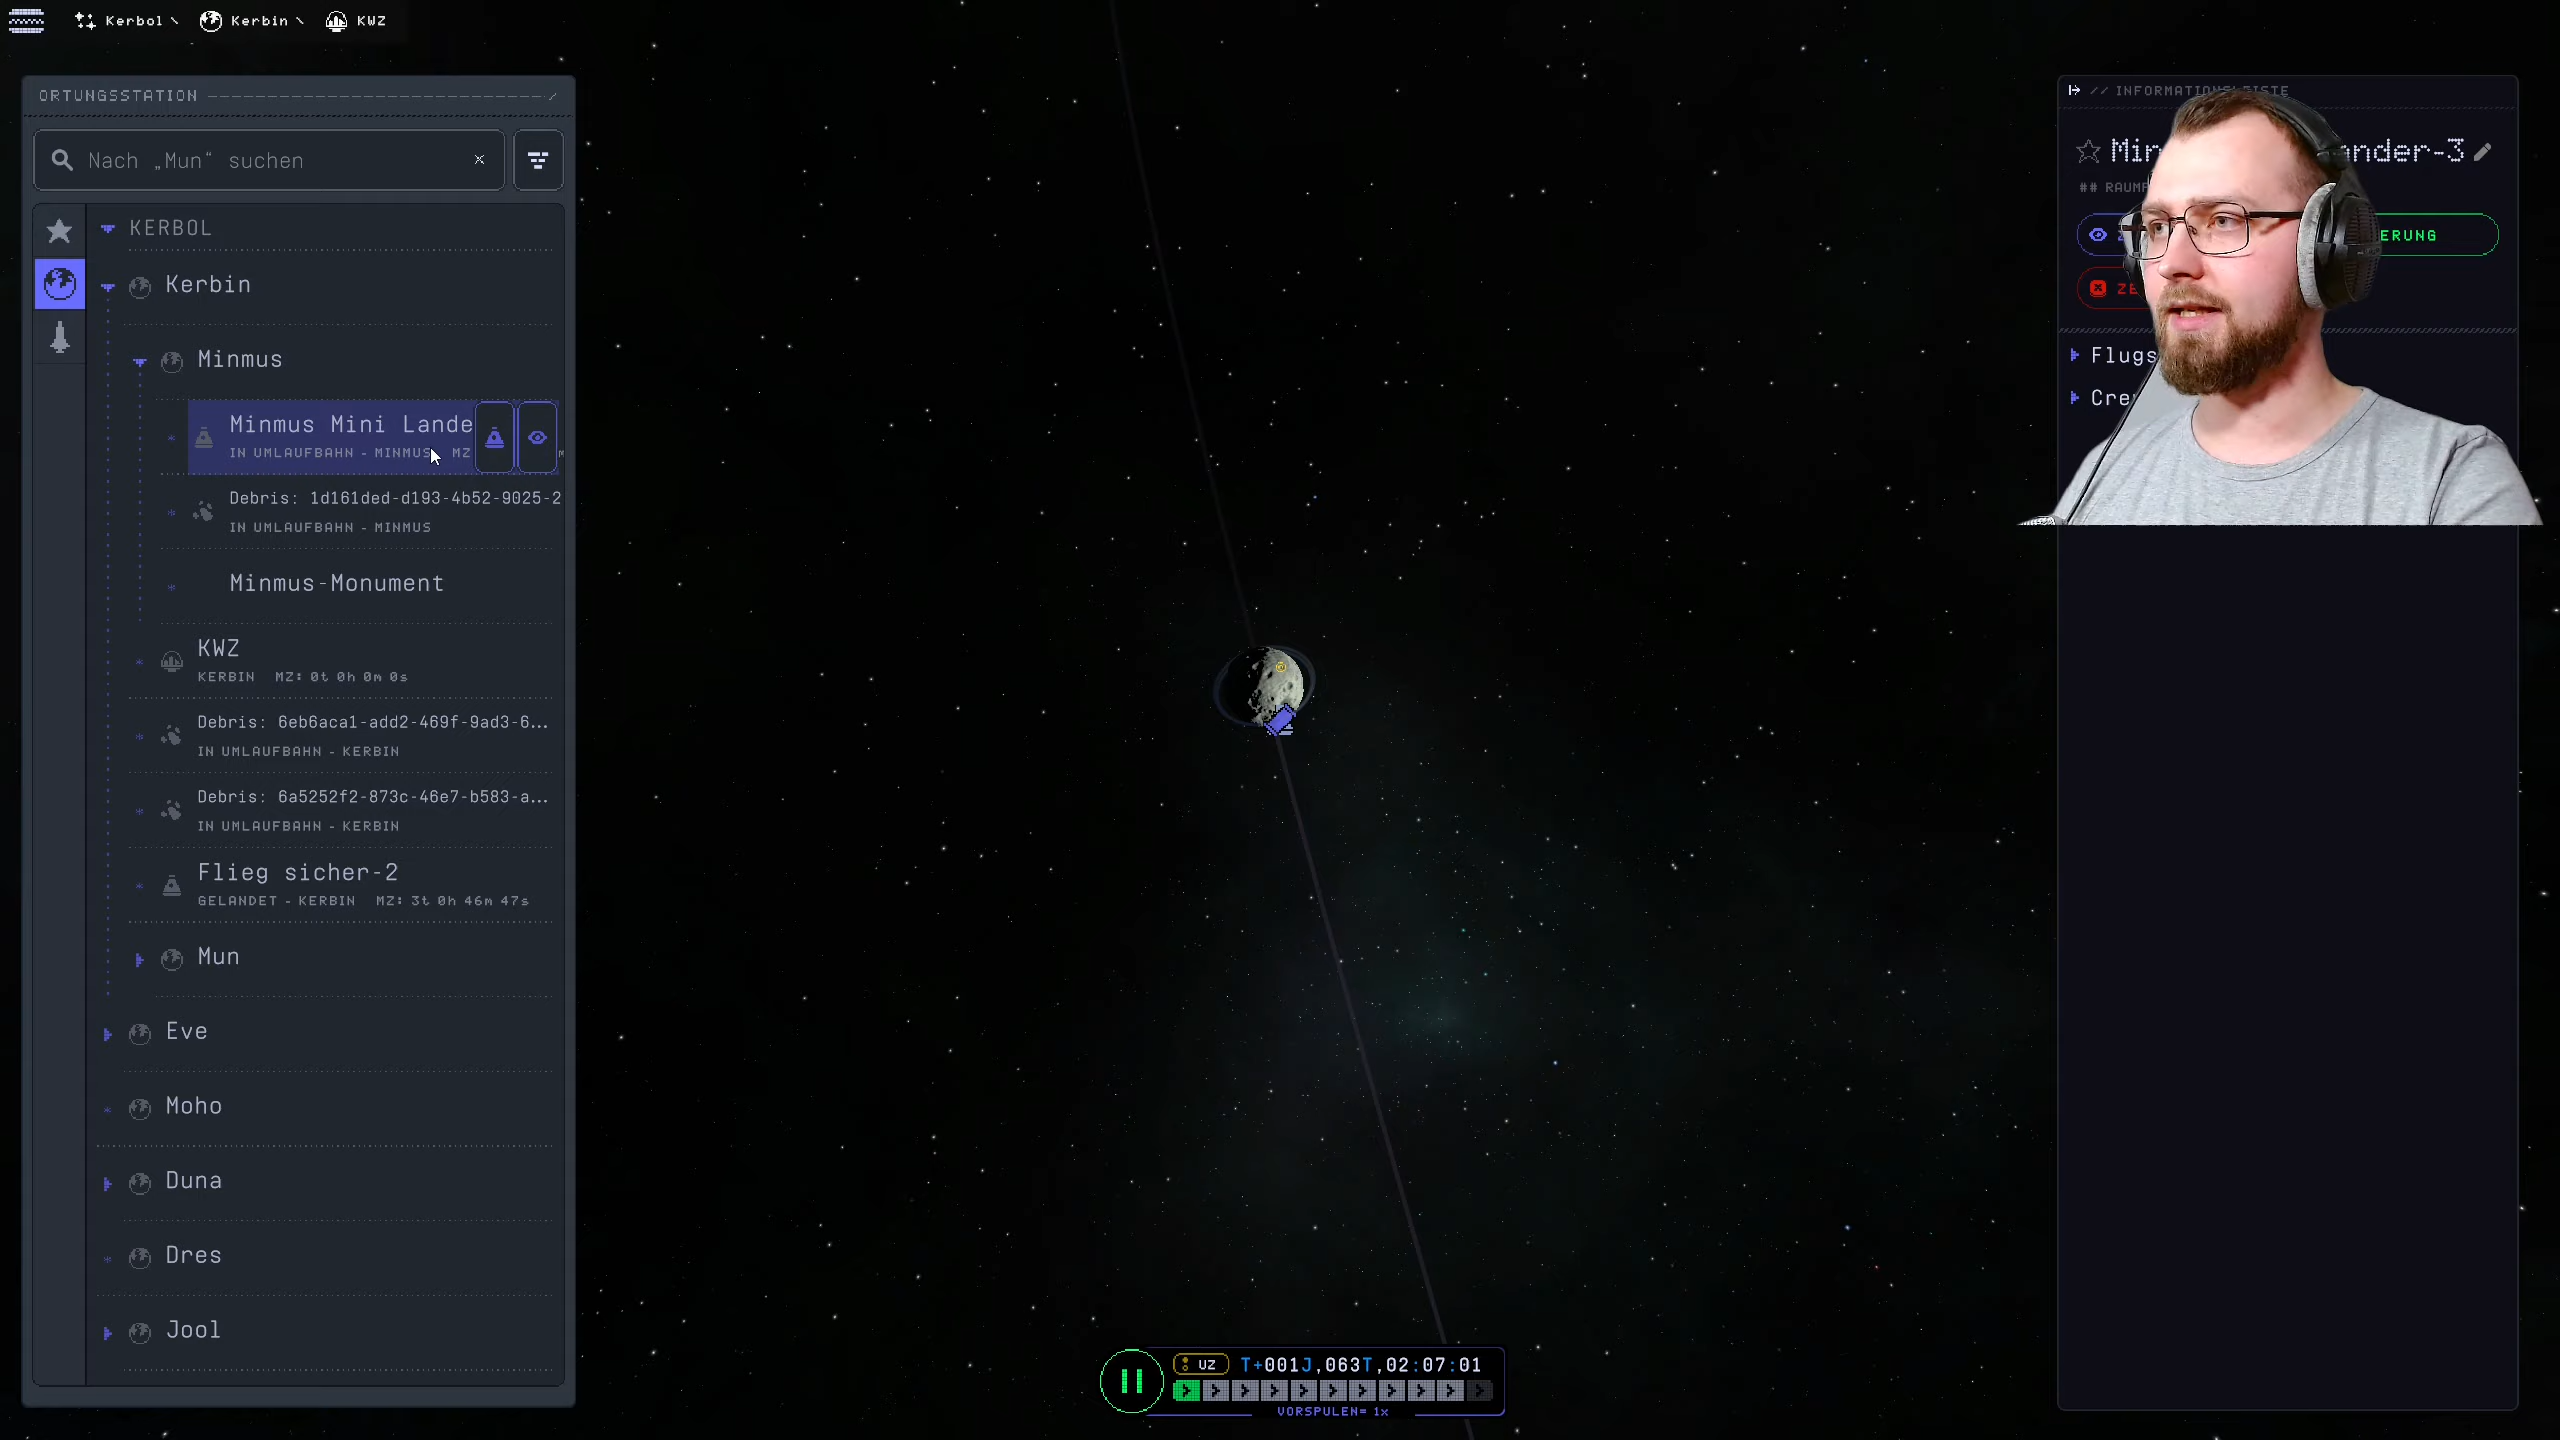 Kerbol \ Kerbin \ KWZ
ORTUNGSSTATION
Nach „Mun“ suchen
KERBOL
Kerbin
Minmus
Minmus Mini Lande
IN UMLAUFBAHN - MINMUS MZ
Debris: 1d161ded-d193-4b52-9025-2
IN UMLAUFBAHN - MINMUS
Minmus-Monument
KWZ
KERBIN MZ: 0t 0h 0m 0s
Debris: 6eb6aca1-add2-469f-9ad3-6...
IN UMLAUFBAHN - KERBIN
Debris: 6a5252f2-873c-46e7-b583-a...
IN UMLAUFBAHN - KERBIN
Flieg sicher-2
GELANDET - KERBIN MZ: 3t 0h 46m 47s
Mun
Eve
Moho
Duna
Dres
Jool
UZ T+001J,063T,02:07:01
VORSPULEN= 1x
// INFORMATIONSLEISTE
Min ander-3
## RAUMF
ERUNG
ZE
Flugs
Cre